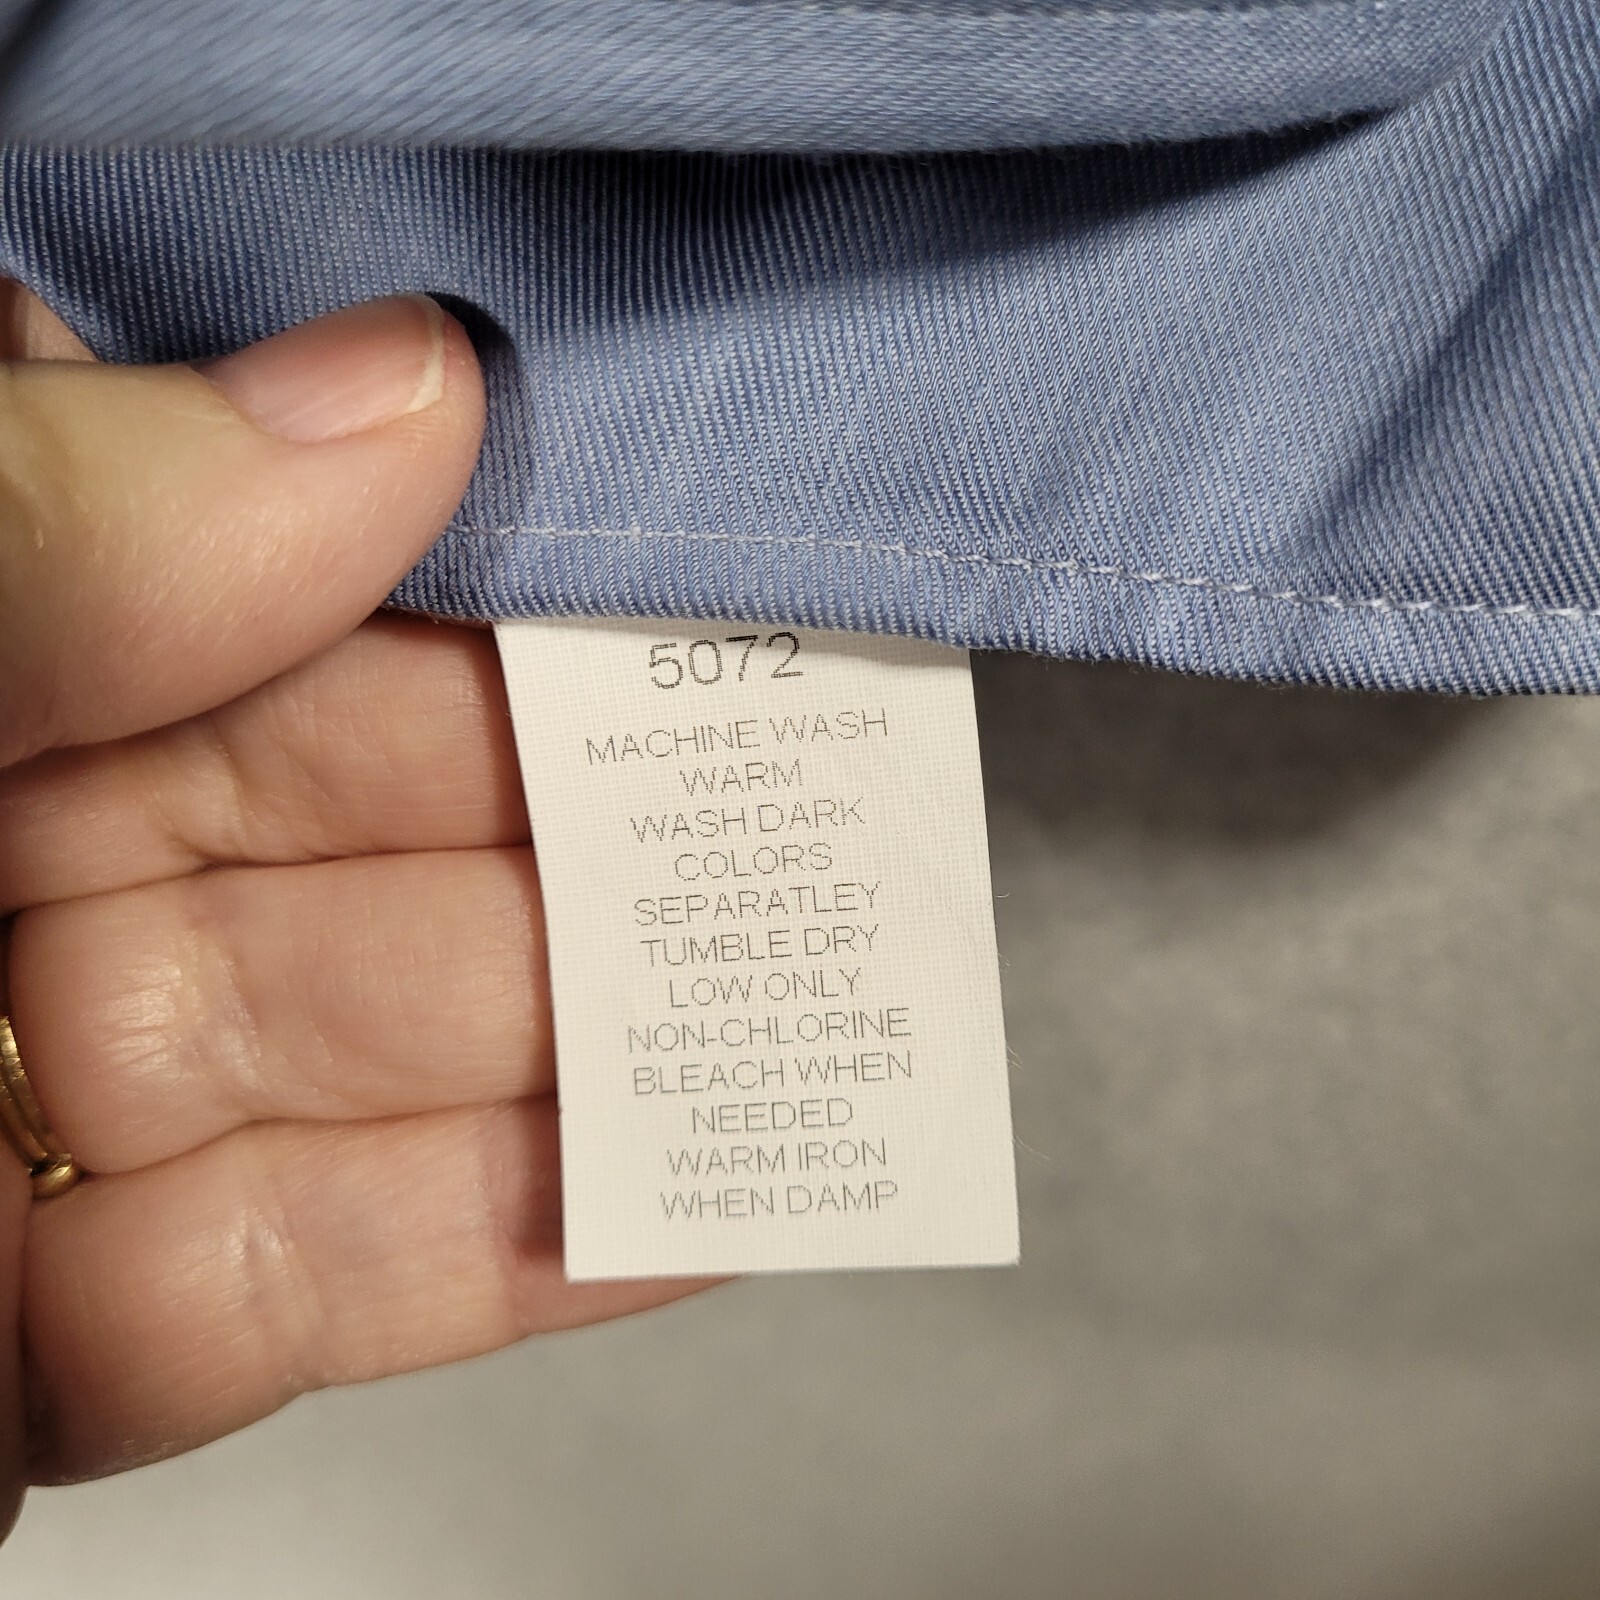 5072
MACHINE WASH
WARM
WASH DARK
COLORS
SEPARATLEY
TUMBLE DRY
LOW ONLY
NON-CHLORINE
BLEACH WHEN
NEEDED
WARM IRON
WHEN DAMP